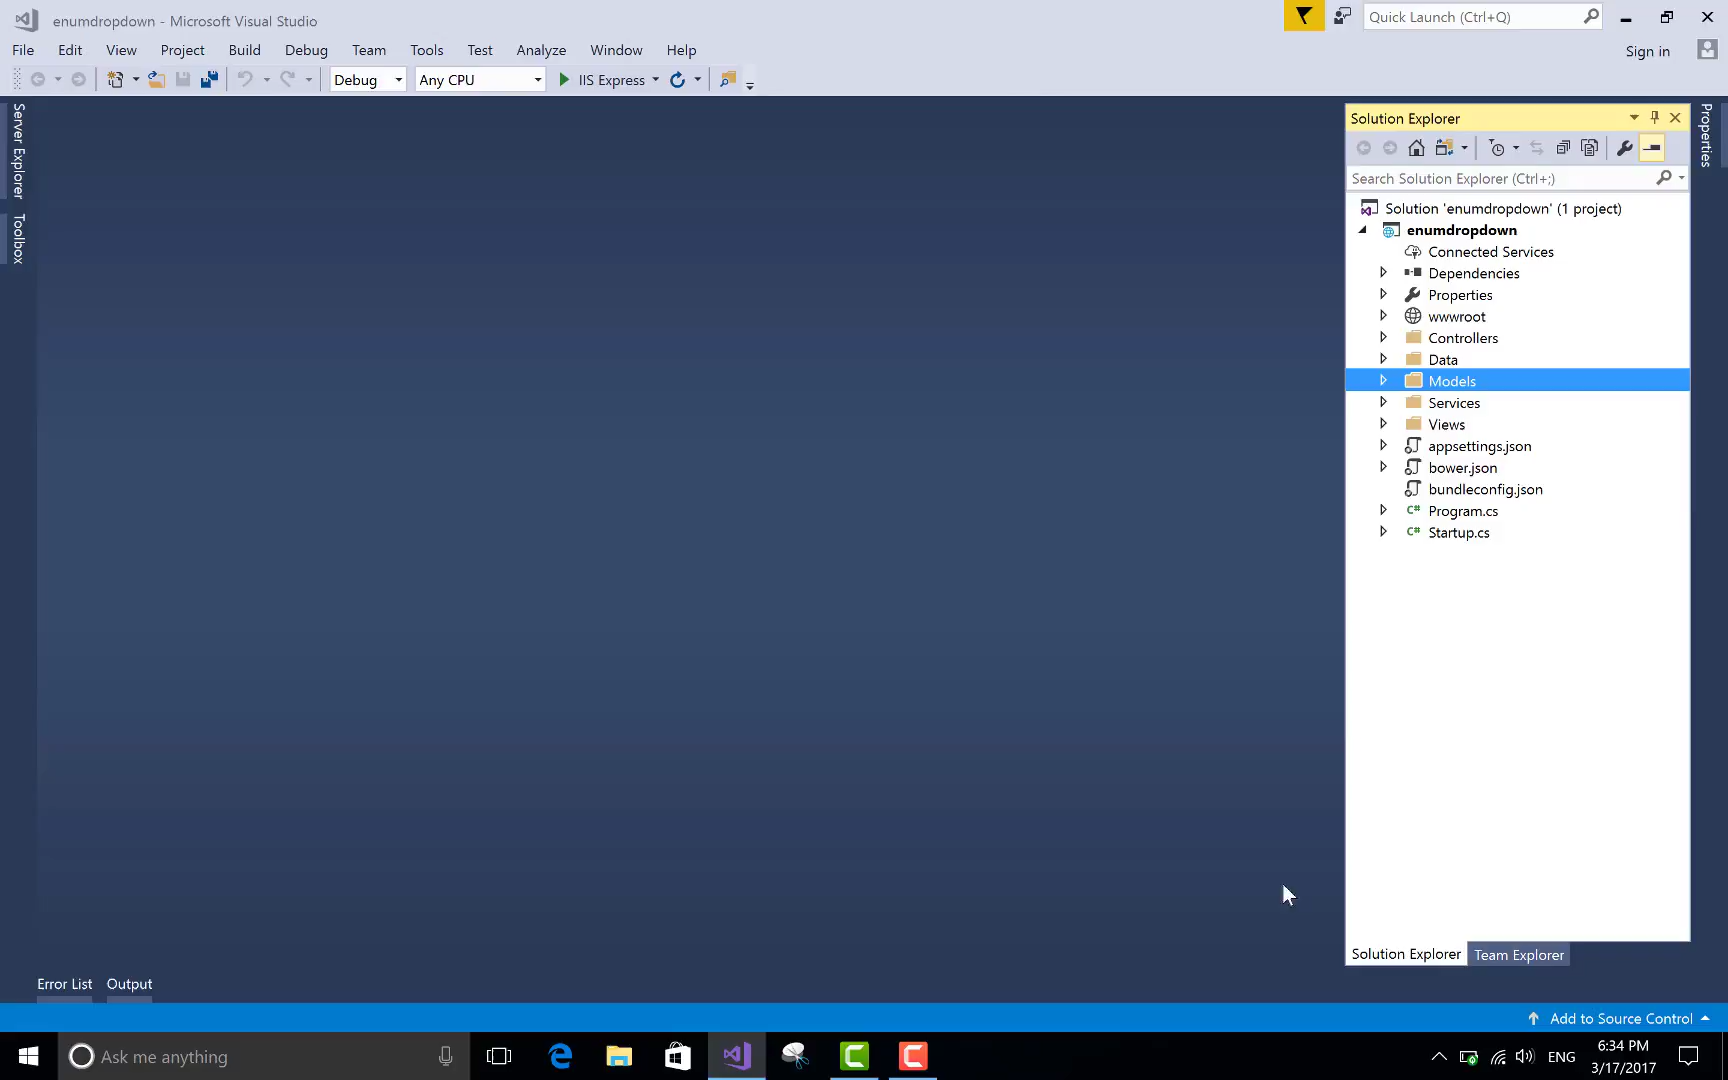 enumdropdown - Microsoft Visual Studio
Quick Launch (Ctrl+Q)
File Edit View Project Build Debug Team Tools Test Analyze Window Help
Sign in
Debug Any CPU IIS Express
Server Explorer
Toolbox
Solution Explorer
Search Solution Explorer (Ctrl+;)
Solution 'enumdropdown' (1 project)
enumdropdown
Connected Services
Dependencies
Properties
wwwroot
Controllers
Data
Models
Services
Views
appsettings.json
bower.json
bundleconfig.json
C# Program.cs
C# Startup.cs
Properties
Solution Explorer Team Explorer
Error List Output
Add to Source Control
Ask me anything
ENG
6:34 PM
3/17/2017